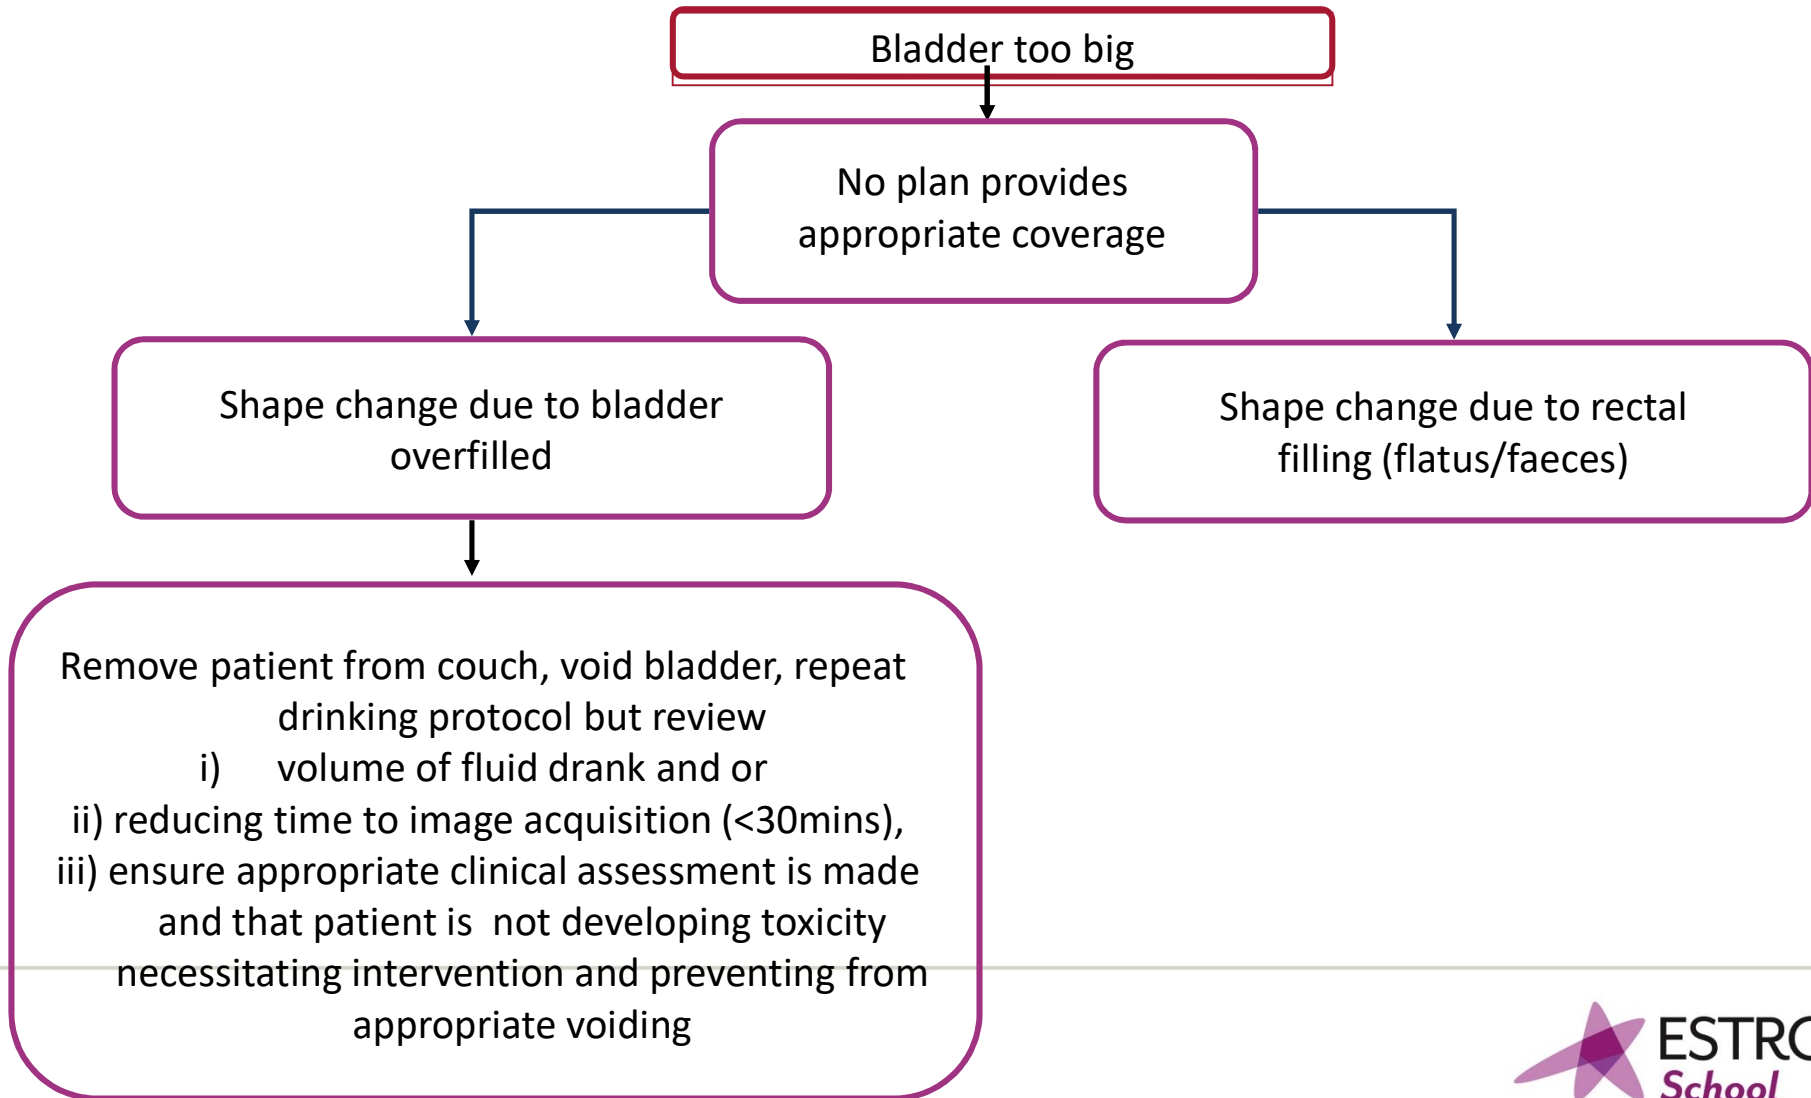 Bladder too big
No plan provides
appropriate coverage
Shape change due to bladder
overfilled
Shape change due to rectal
filling (flatus/faeces)
Remove patient from couch, void bladder, repeat
drinking protocol but review
i) volume of fluid drank and or
ii) reducing time to image acquisition (<30mins),
iii) ensure appropriate clinical assessment is made
and that patient is not developing toxicity
necessitating intervention and preventing from
appropriate voiding
ESTRO
School